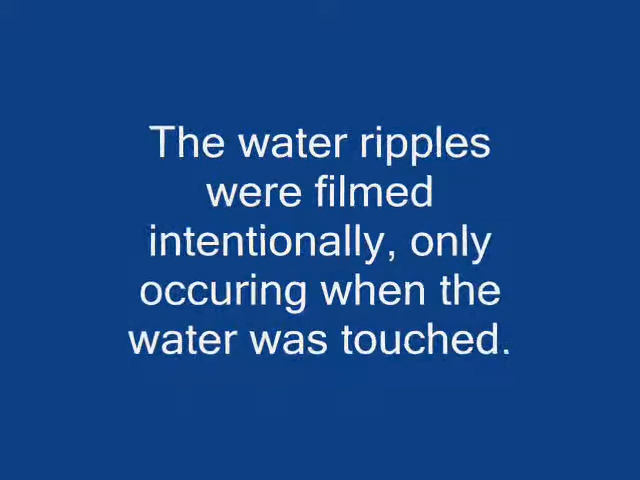 The water ripples
were filmed
intentionally, only
occuring when the
water was touched.